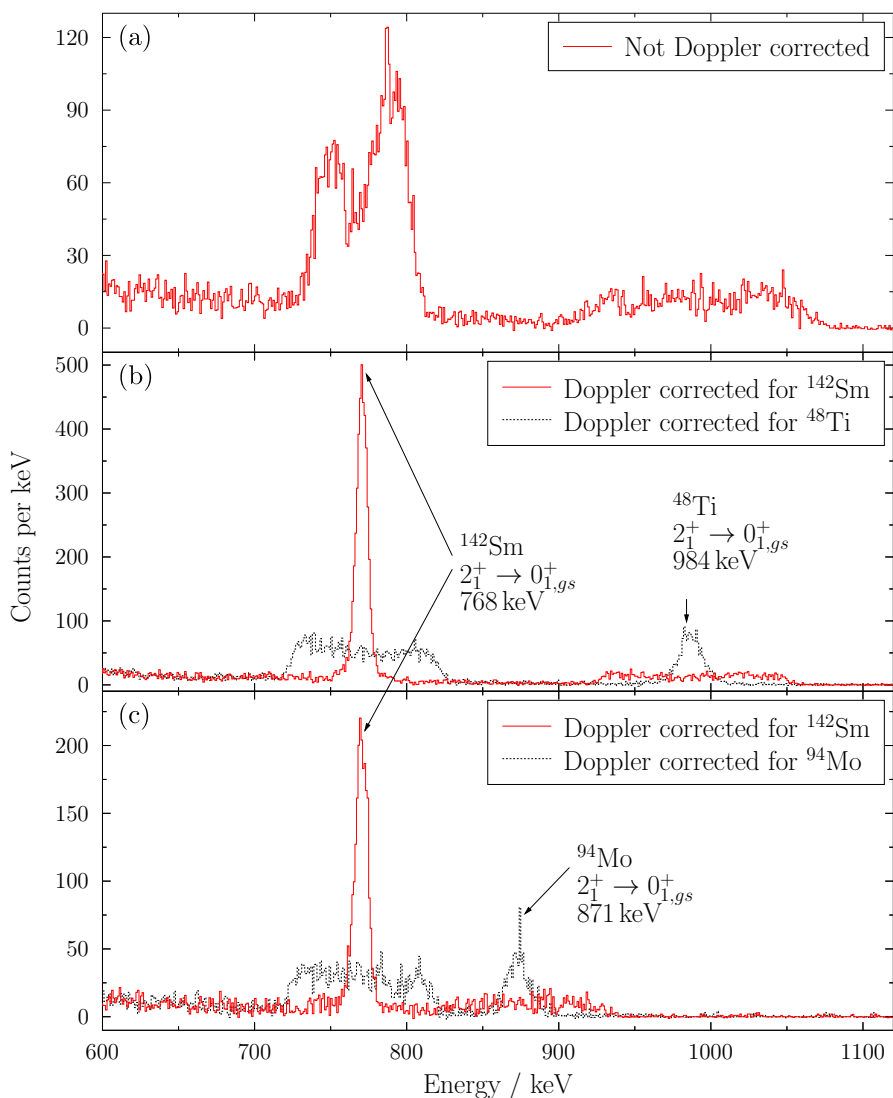 (a)
Not Doppler corrected
120
90
60
30
0
(b)
Doppler corrected for ¹⁴²Sm
Doppler corrected for ⁴⁸Ti
500
400
300
200
100
0
Counts per keV
¹⁴²Sm
2₁⁺ → 0⁺₁,gs
768 keV
⁴⁸Ti
2₁⁺ → 0⁺₁,gs
984 keV
(c)
Doppler corrected for ¹⁴²Sm
Doppler corrected for ⁹⁴Mo
200
150
100
50
0
⁹⁴Mo
2₁⁺ → 0⁺₁,gs
871 keV
600 700 800 900 1000 1100
Energy / keV